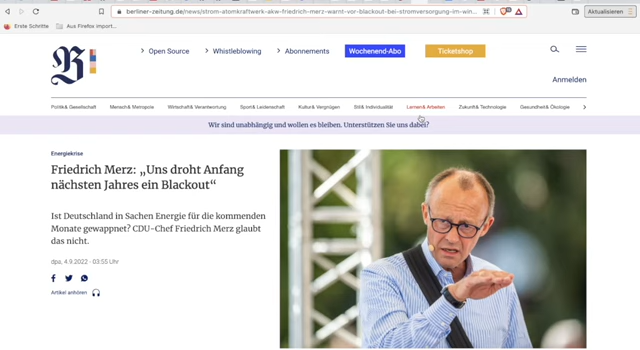 berliner-zeitung.de/news/strom-atomkraftwerk-akw-friedrich-merz-warnt-vor-blackout-bei-stromversorgung-im-win...
Aktualisieren
Erste Schritte
Aus Firefox import...
Open Source
Whistleblowing
Abonnements
Wochenend-Abo
Ticketshop
B
Anmelden
Politik & Gesellschaft
Mensch & Metropole
Wirtschaft & Verantwortung
Sport & Leidenschaft
Kultur & Vergnügen
Stil & Individualität
Lernen & Arbeiten
Zukunft & Technologie
Gesundheit & Ökologie
Wir sind unabhängig und wollen es bleiben. Unterstützen Sie uns dabei?
Energiekrise
Friedrich Merz: „Uns droht Anfang
nächsten Jahres ein Blackout“
Ist Deutschland in Sachen Energie für die kommenden
Monate gewappnet? CDU-Chef Friedrich Merz glaubt
das nicht.
dpa, 4.9.2022 - 03:55 Uhr
Artikel anhören